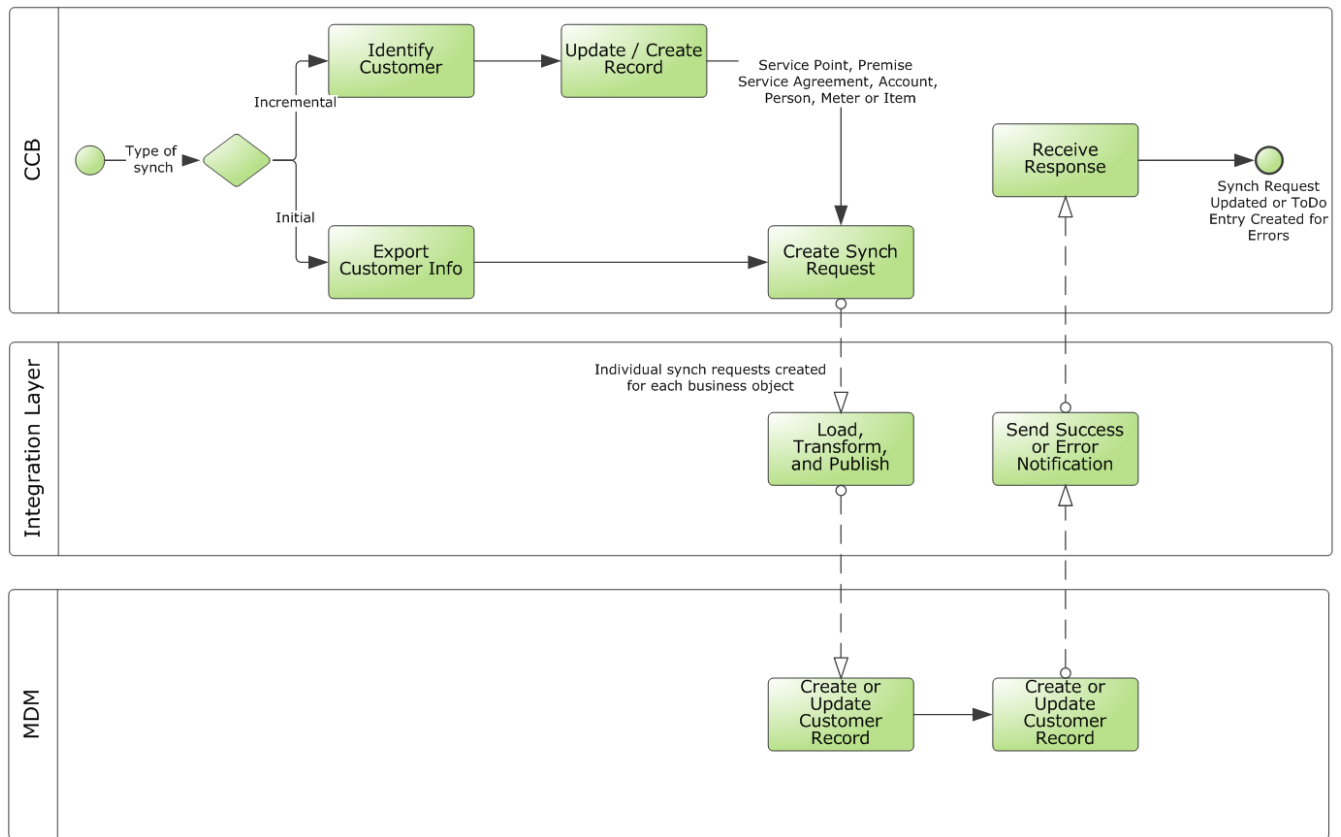 CCB
Type of
synch
Incremental
Initial
Identify
Customer
Update / Create
Record
Service Point, Premise
Service Agreement, Account,
Person, Meter or Item
Export
Customer Info
Create Synch
Request
Receive
Response
Synch Request
Updated or ToDo
Entry Created for
Errors
Integration Layer
Individual synch requests created
for each business object
Load,
Transform,
and Publish
Send Success
or Error
Notification
MDM
Create or
Update
Customer
Record
Create or
Update
Customer
Record